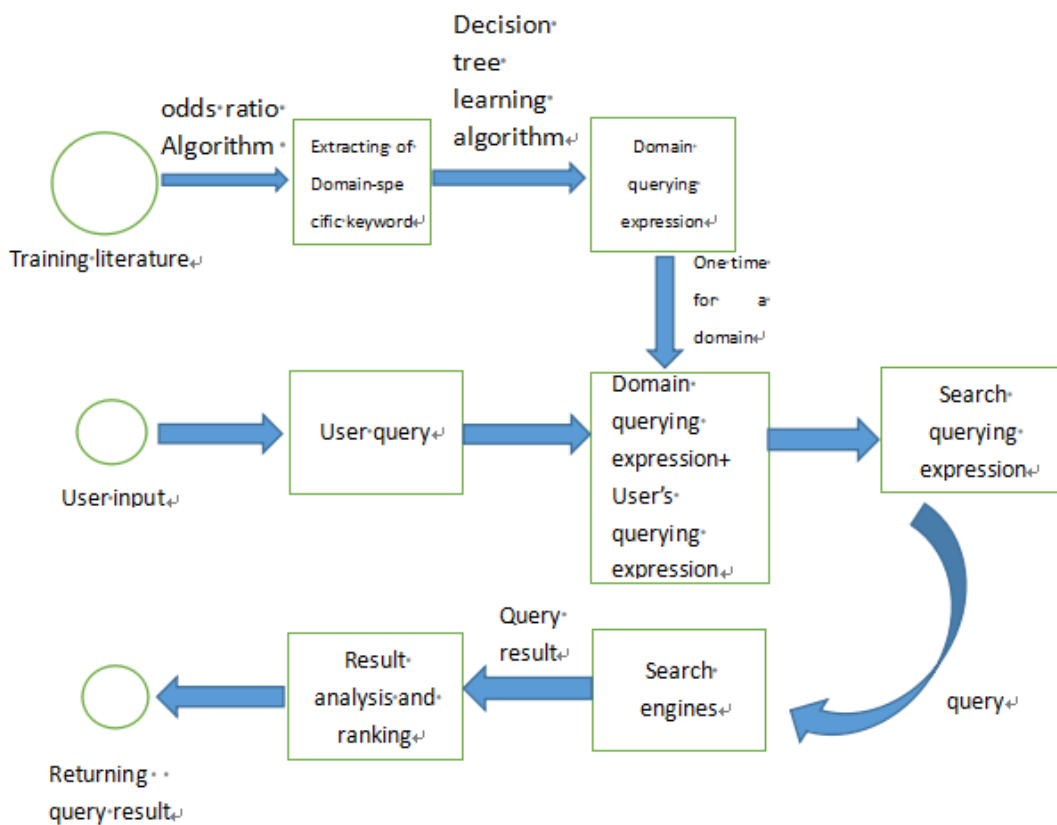 odds ratio
Algorithm
Decision
tree
learning
algorithm
Extracting of
Domain-spe
cific keyword
Domain
querying
expression
Training literature
One time
for a
domain
User input
User query
Domain
querying
expression+
User’s
querying
expression
Search
querying
expression
query
Search
engines
Query
result
Result
analysis and
ranking
Returning
query result